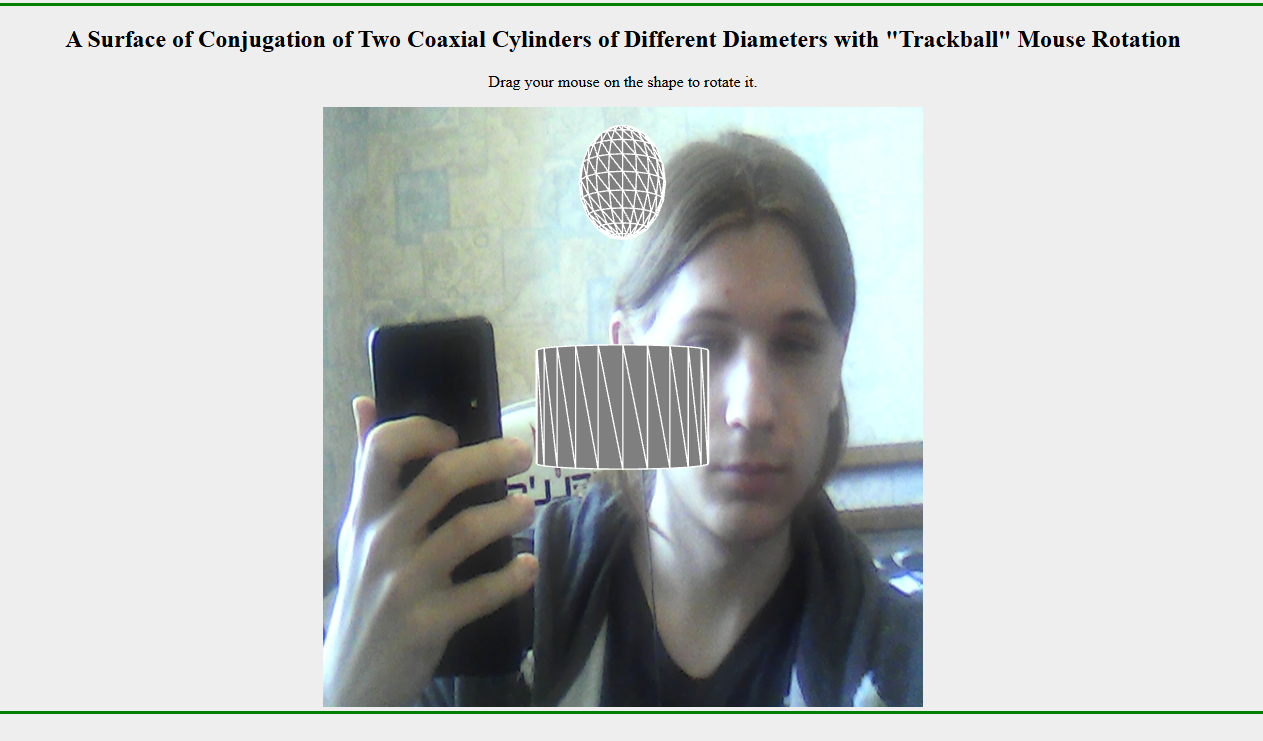 A Surface of Conjugation of Two Coaxial Cylinders of Different Diameters with "Trackball" Mouse Rotation
Drag your mouse on the shape to rotate it.